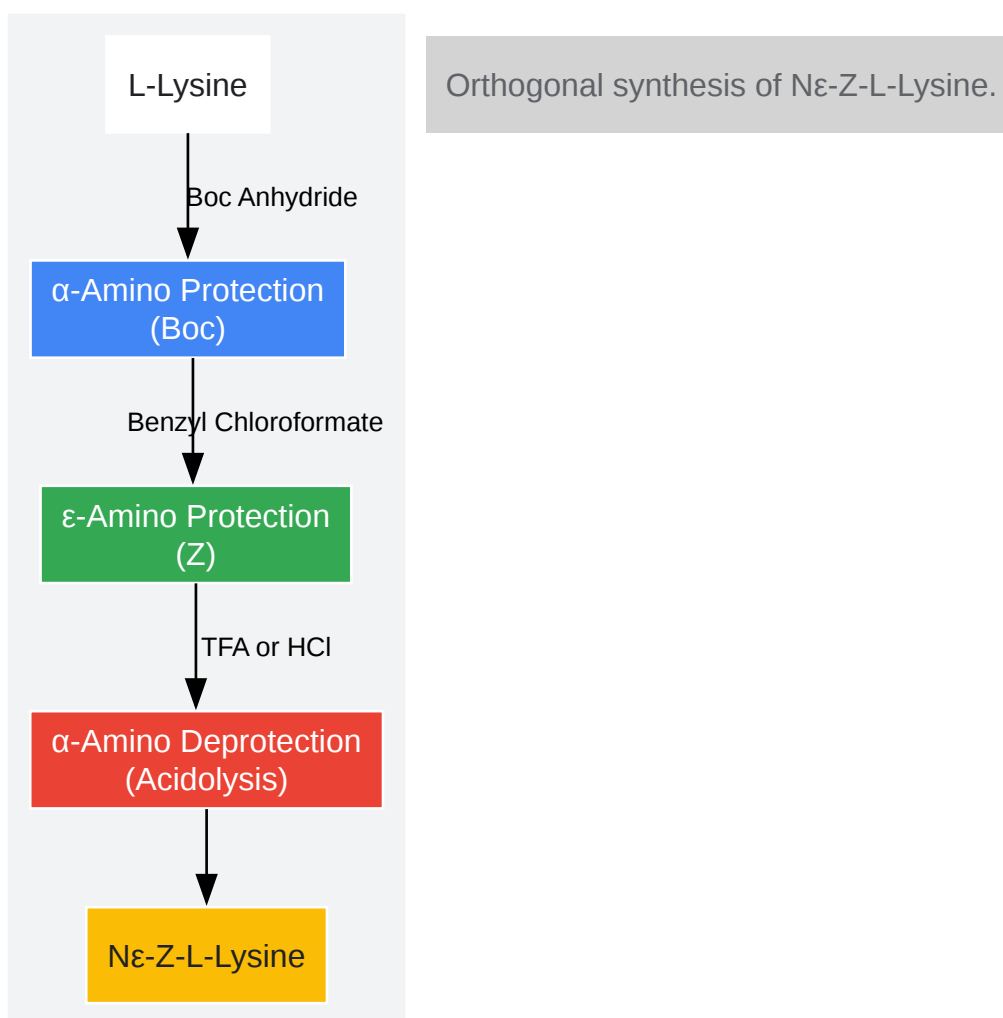 L-Lysine
Orthogonal synthesis of Nε-Z-L-Lysine.
Boc Anhydride
α-Amino Protection
(Boc)
Benzyl Chloroformate
ε-Amino Protection
(Z)
TFA or HCl
α-Amino Deprotection
(Acidolysis)
Nε-Z-L-Lysine